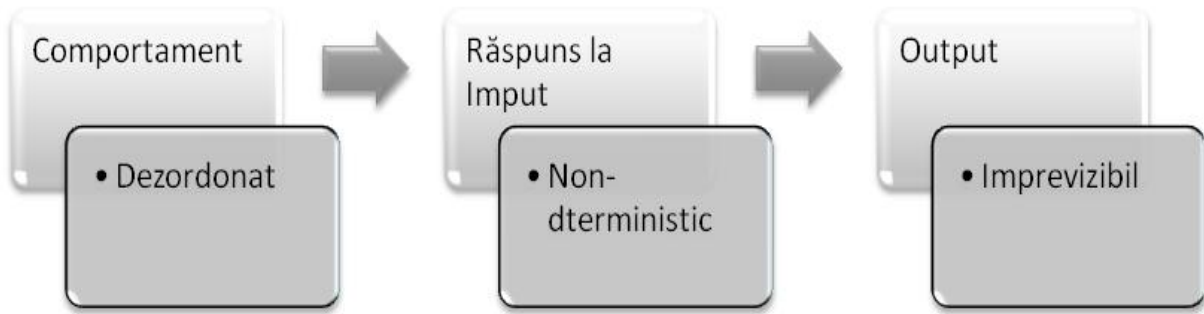 Comportament
• Dezordonat
Răspuns la
Imput
• Non-
dterministic
Output
• Imprevizibil